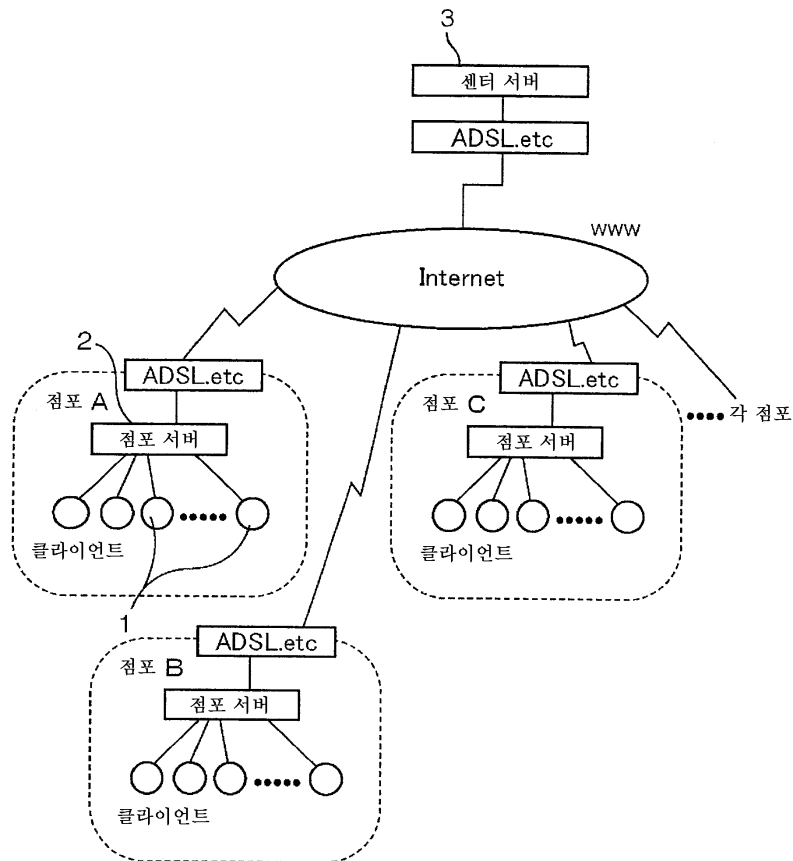 3
센터 서버
ADSL.etc
WWW
Internet
2
ADSL.etc
점포 A
점포 서버
클라이언트
1
ADSL.etc
점포 C
점포 서버
클라이언트
•••• 각 점포
ADSL.etc
점포 B
점포 서버
클라이언트